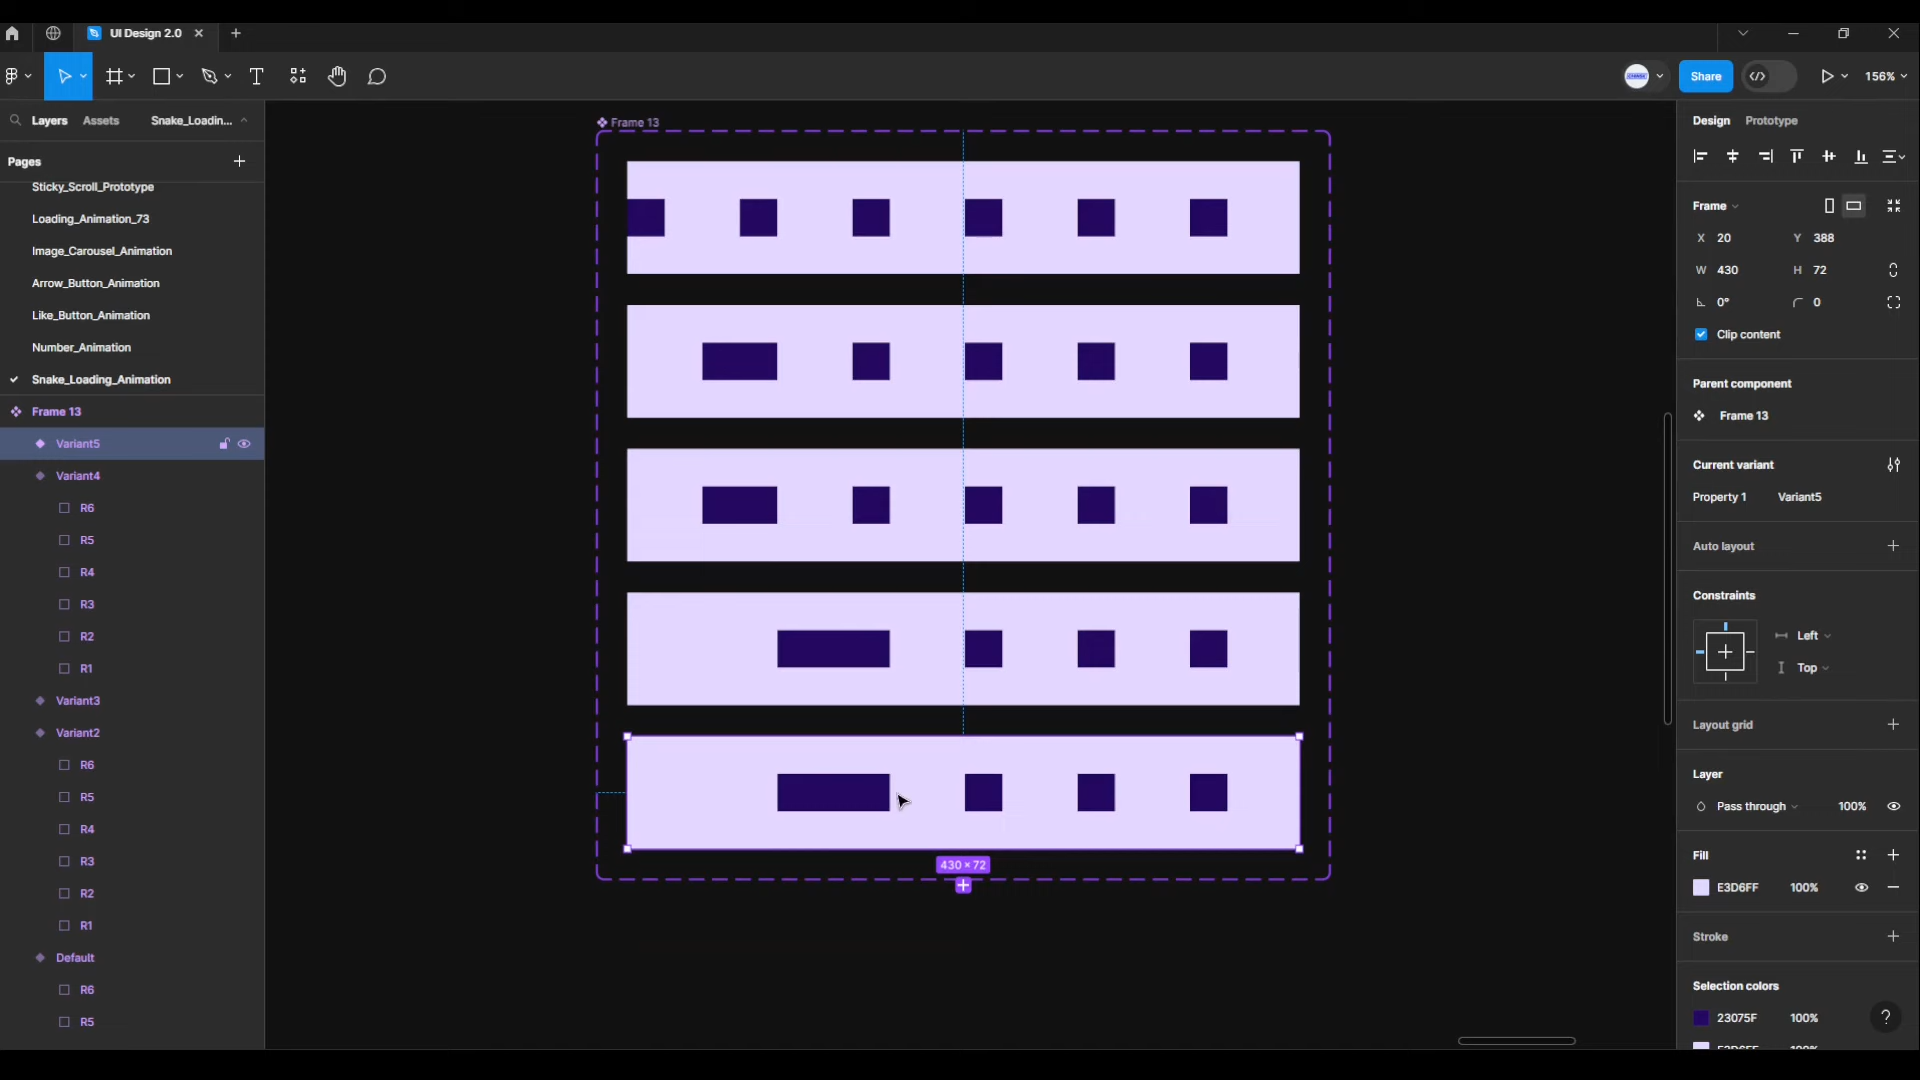 UI Design 2.0
Share
156%
Layers
Assets
Snake_Loadin...
Pages
Sticky_Scroll_Prototype
Loading_Animation_73
Image_Carousel_Animation
Arrow_Button_Animation
Like_Button_Animation
Number_Animation
Snake_Loading_Animation
Frame 13
Variant5
Variant4
R6
R5
R4
R3
R2
R1
Variant3
Variant2
R6
R5
R4
R3
R2
R1
Default
R6
R5
Frame 13
430 × 72
Design
Prototype
Frame
X 20
Y 388
W 430
H 72
0°
0
Clip content
Parent component
Frame 13
Current variant
Property 1
Variant5
Auto layout
Constraints
Left
Top
Layout grid
Layer
Pass through
100%
Fill
E3D6FF
100%
Stroke
Selection colors
23075F
100%
?